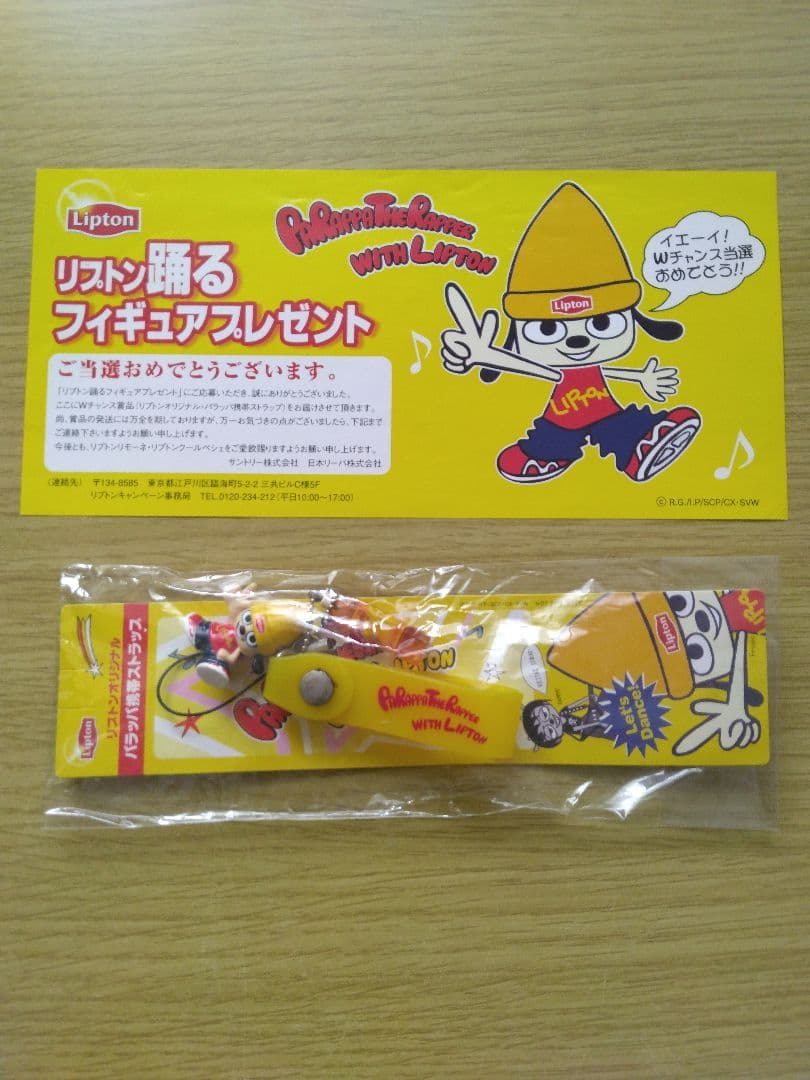 Lipton
PARAPPA THE RAPPER
WITH LIPTON
リプトン踊る
フィギュアプレゼント
イエーイ!
Wチャンス当選
おめでとう!!
Lipton
LIPTON
ご当選おめでとうございます。
「リプトン踊るフィギュアプレゼント」にご応募いただき、誠にありがとうございました。
ここにWチャンス賞品(リプトンオリジナル・パラッパ携帯ストラップ)をお届けさせて頂きます。
尚、賞品の発送には万全を期しておりますが、万一お気づきの点がございましたら、下記まで
ご連絡下さいますようお願い申し上げます。
今後とも、リプトンリモーネ・リプトンクールペシェをご愛飲賜りますようお願い申し上げます。
サントリー株式会社 日本リーバ株式会社
(連絡先) 〒134-8585 東京都江戸川区臨海町5-2-2 三共ビルC棟5F
リプトンキャンペーン事務局 TEL.0120-234-212(平日10:00~17:00)
© R.G./I.P/SCP/CX・SVW
Lipton
リプトンオリジナル
パラッパ携帯ストラップ
LIPTON
PARAPPA THE RAPPER
WITH LIPTON
Let's
Dance!
Lipton